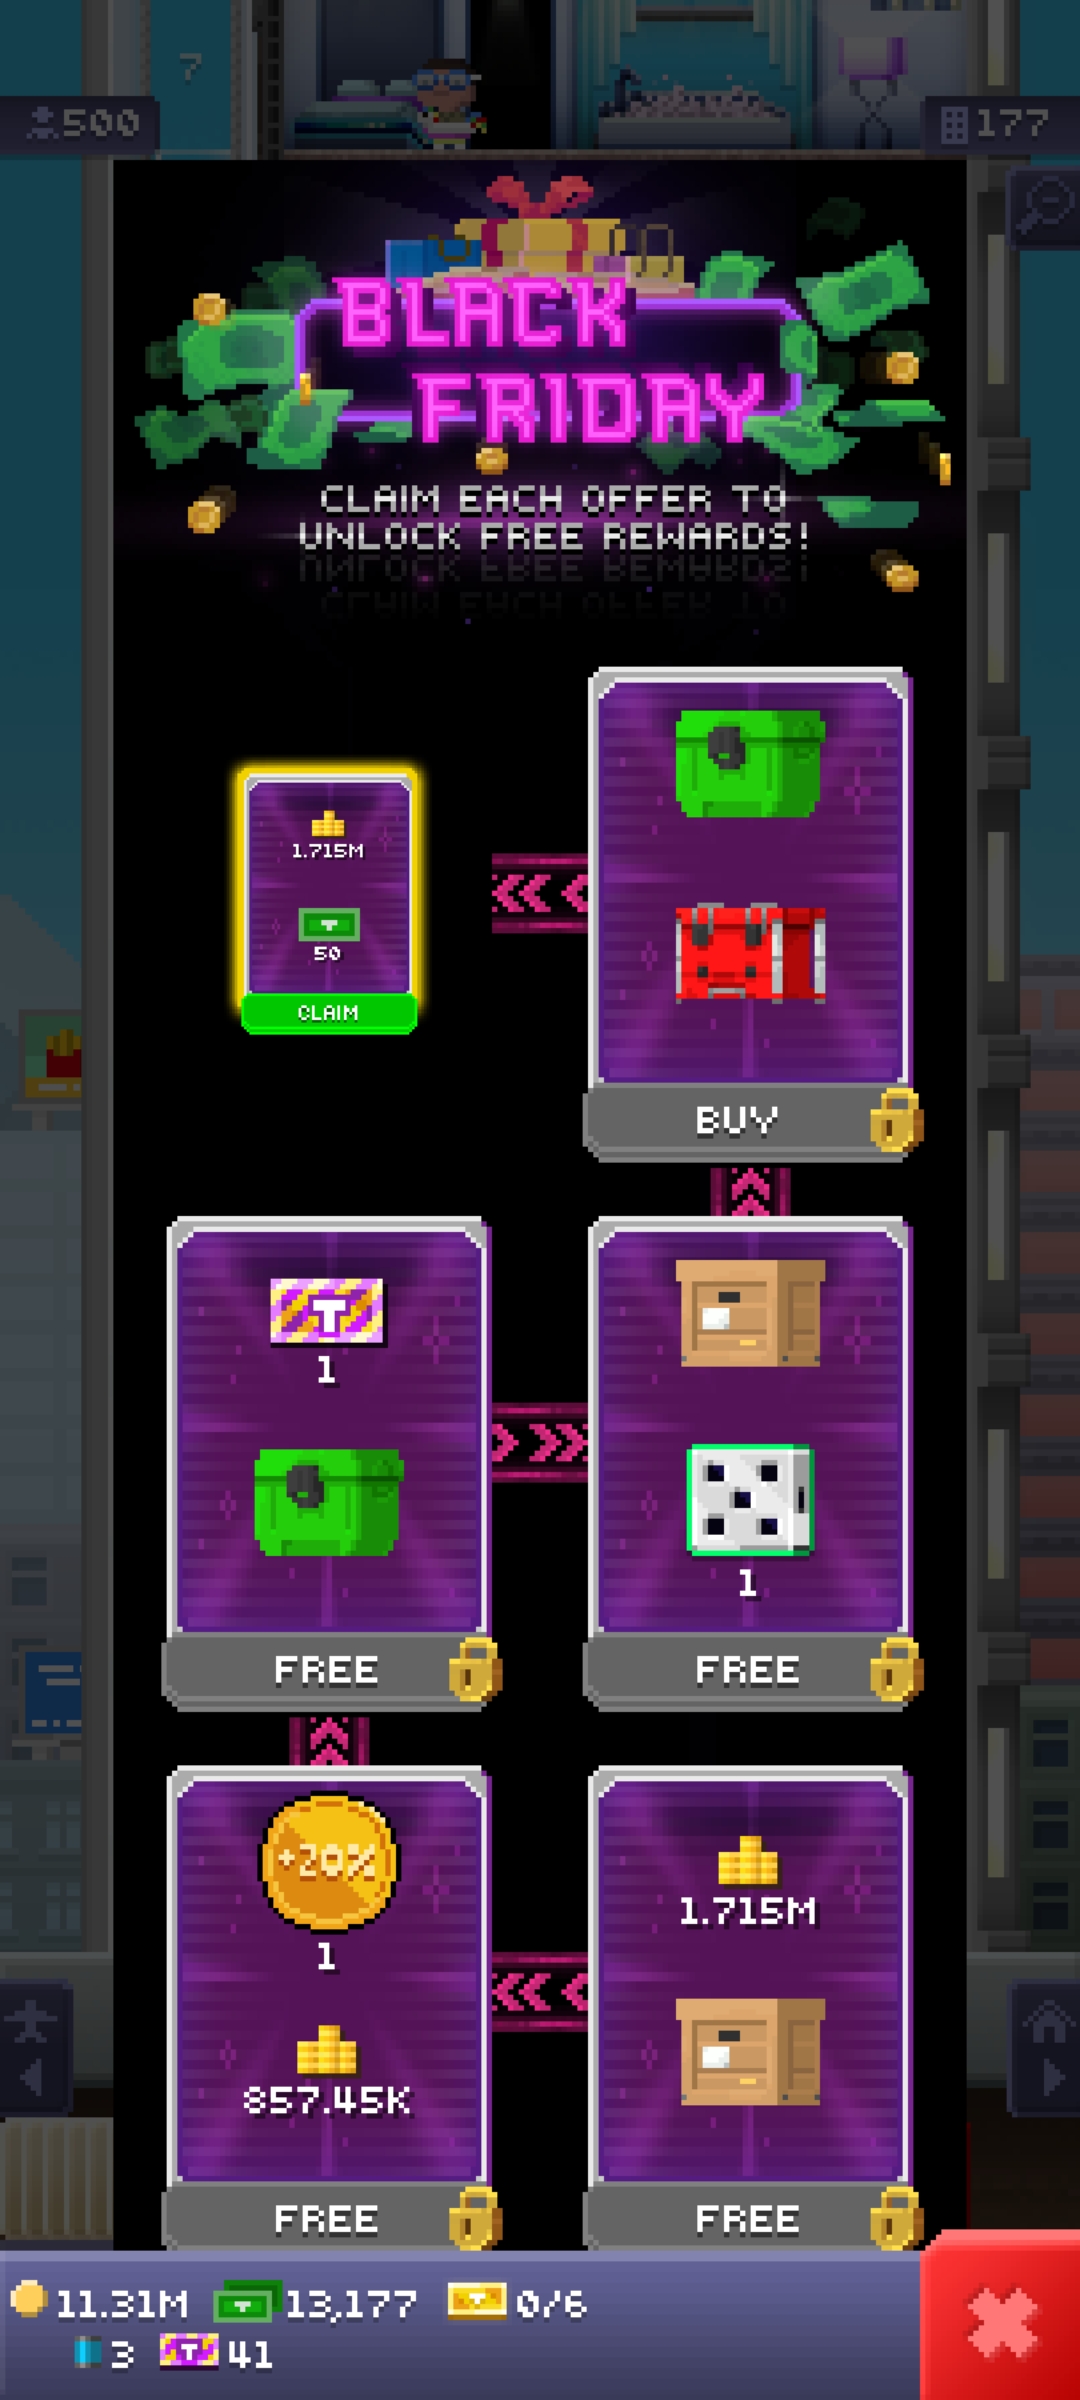 7
500
177
BLACK
FRIDAY
CLAIM EACH OFFER TO
UNLOCK FREE REWARDS!
1.715M
50
CLAIM
BUY
T
1
FREE
1
FREE
+20%
1
857.45K
FREE
1.715M
FREE
11.31M
13,177
0/6
3
T
41